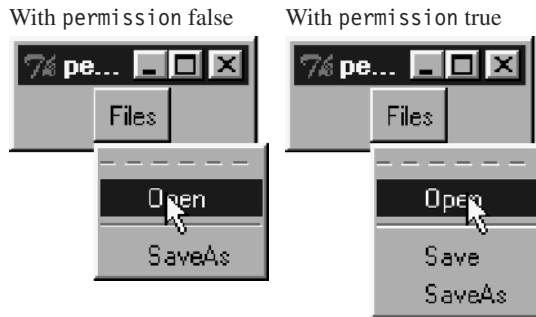 With permission false
With permission true
pe...
Files
Open
SaveAs
pe...
Files
Open
Save
SaveAs